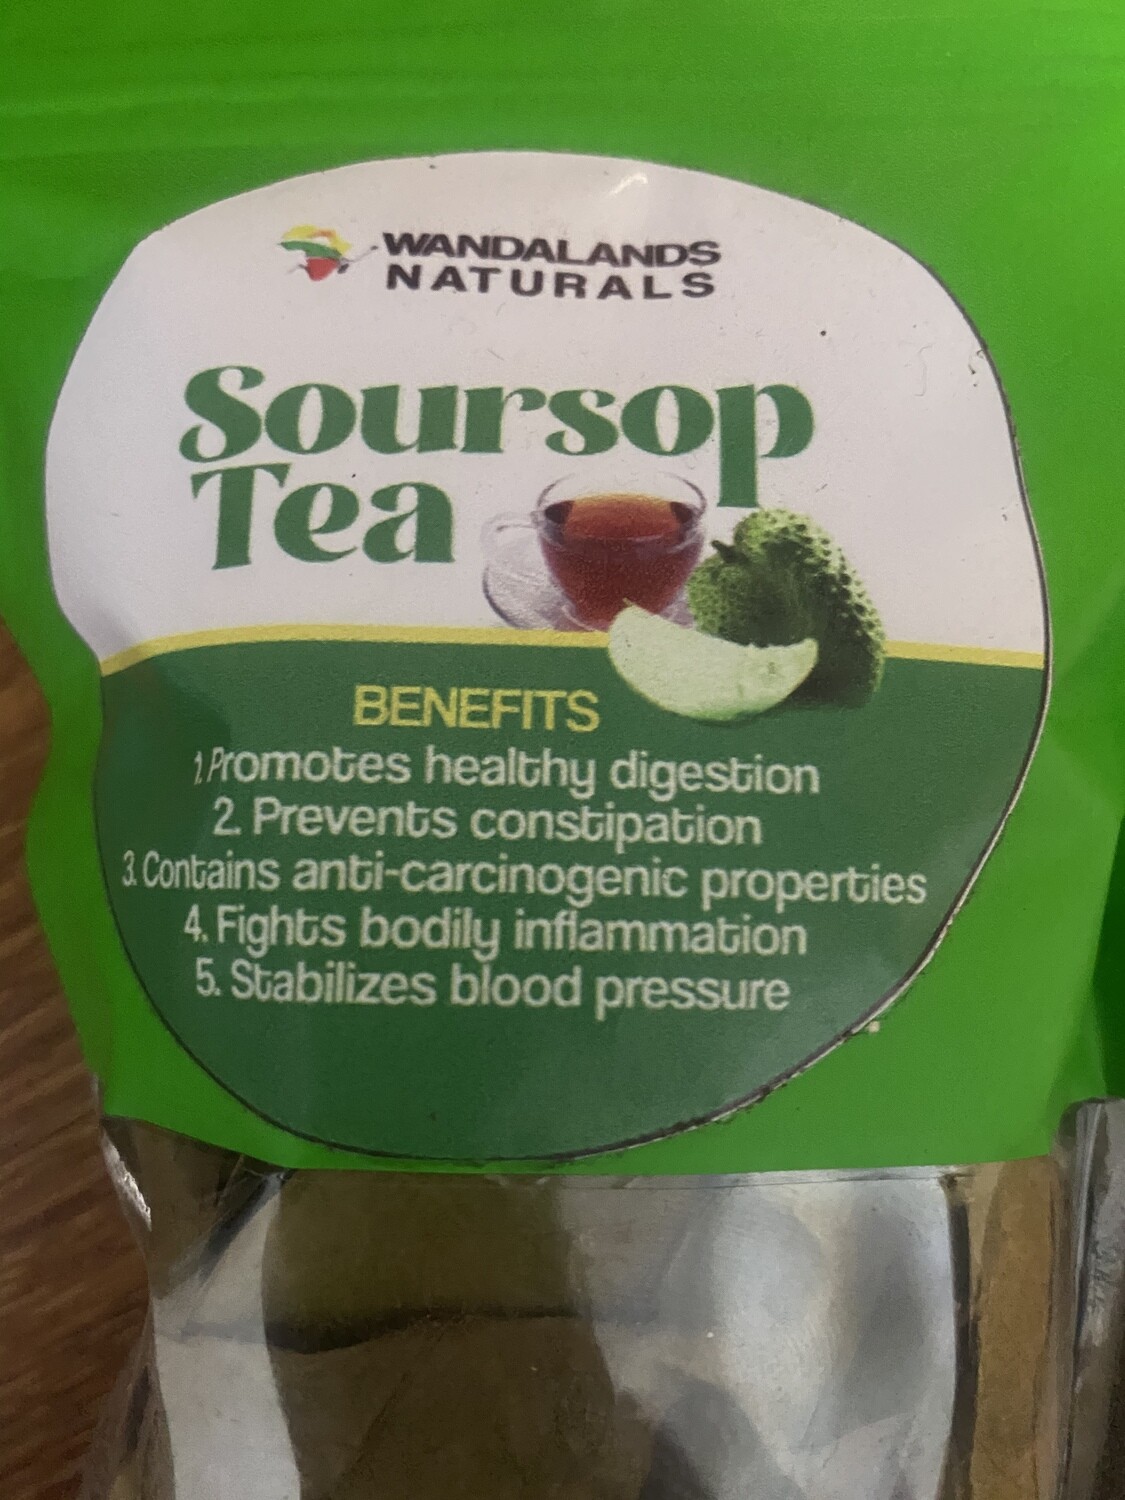 WANDALANDS
NATURALS
Soursop
Tea
BENEFITS
1. Promotes healthy digestion
2. Prevents constipation
3. Contains anti-carcinogenic properties
4. Fights bodily inflammation
5. Stabilizes blood pressure